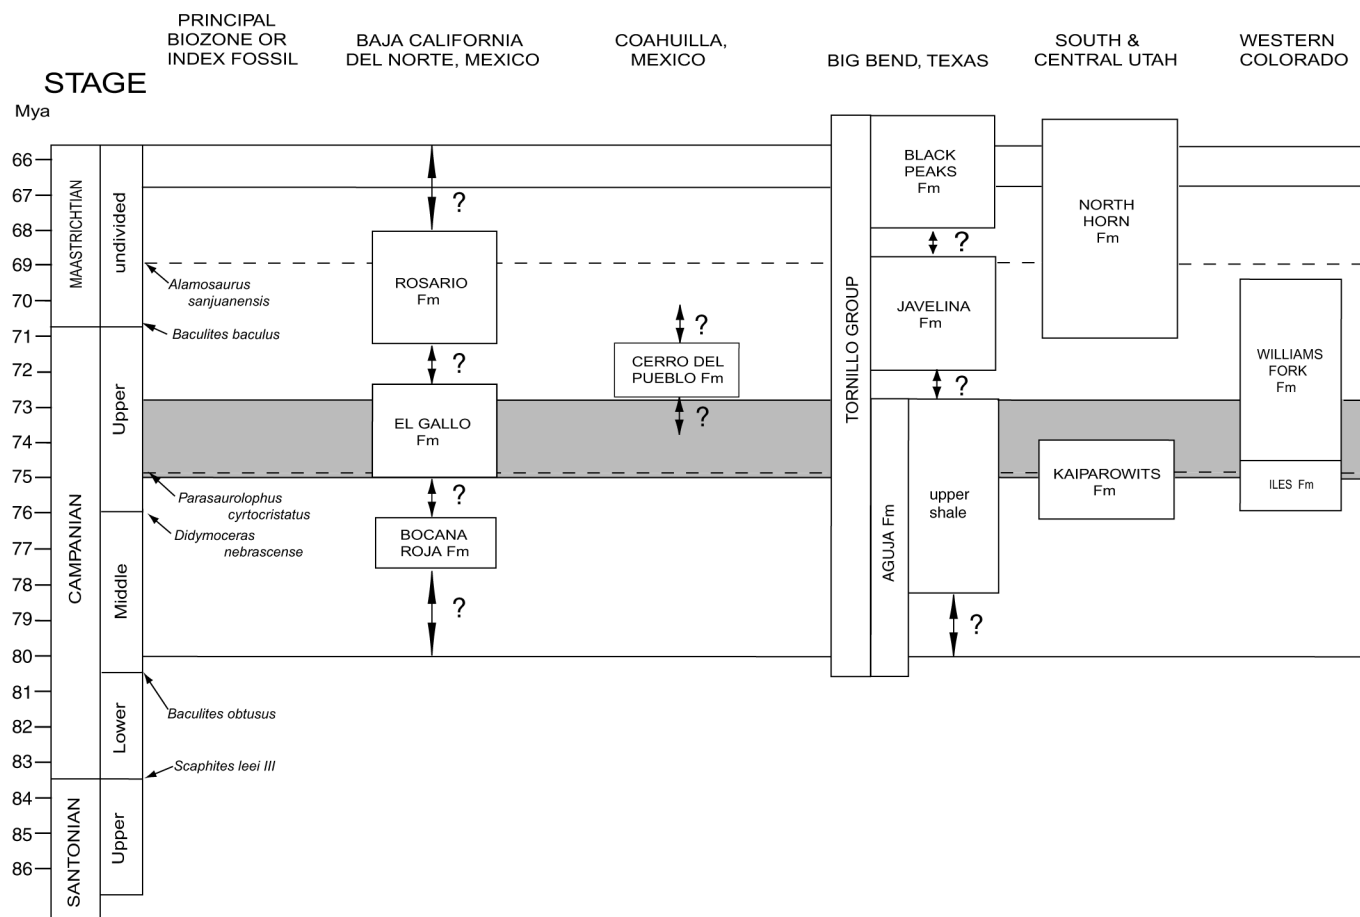 PRINCIPAL
BIOZONE OR
INDEX FOSSIL
BAJA CALIFORNIA
DEL NORTE, MEXICO
COAHUILLA,
MEXICO
BIG BEND, TEXAS
SOUTH &
CENTRAL UTAH
WESTERN
COLORADO
STAGE
Mya
66
67
68
69
70
71
72
73
74
75
76
77
78
79
80
81
82
83
84
85
86
MAASTRICHTIAN
CAMPANIAN
SANTONIAN
undivided
Upper
Middle
Lower
Upper
Alamosaurus
sanjuanensis
Baculites baculus
Parasaurolophus
cyrtocristatus
Didymoceras
nebrascense
Baculites obtusus
Scaphites leei III
?
ROSARIO
Fm
?
EL GALLO
Fm
?
BOCANA
ROJA Fm
?
?
CERRO DEL
PUEBLO Fm
?
TORNILLO GROUP
BLACK
PEAKS
Fm
?
JAVELINA
Fm
?
AGUJA Fm
upper
shale
?
NORTH
HORN
Fm
KAIPAROWITS
Fm
WILLIAMS
FORK
Fm
ILES Fm